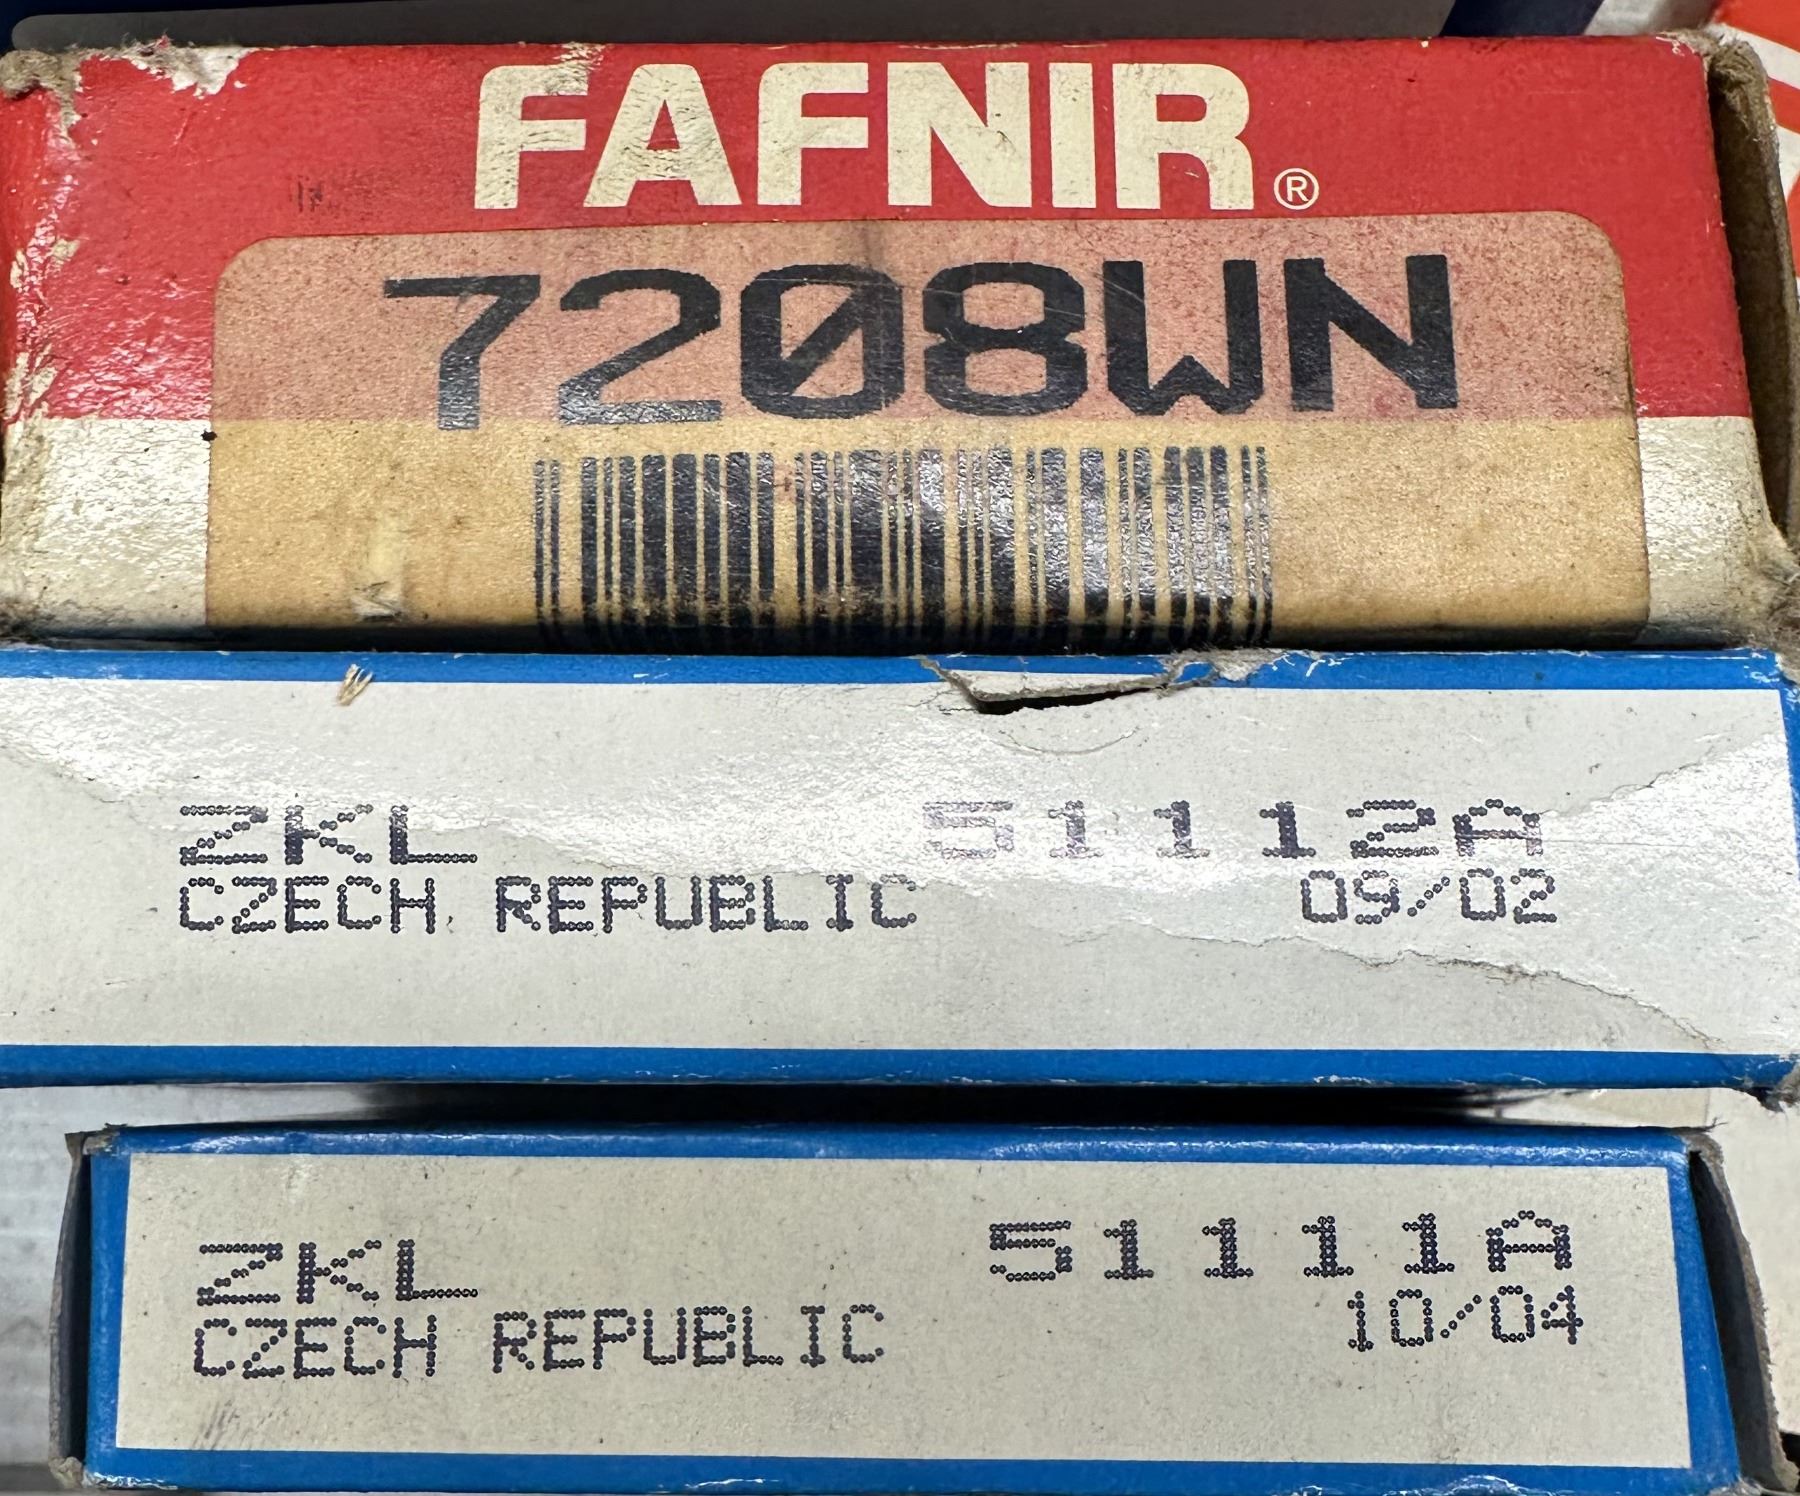 FAFNIR®
7208WN
ZKL 51112A
CZECH REPUBLIC 09/02
ZKL 51111A
CZECH REPUBLIC 10/04